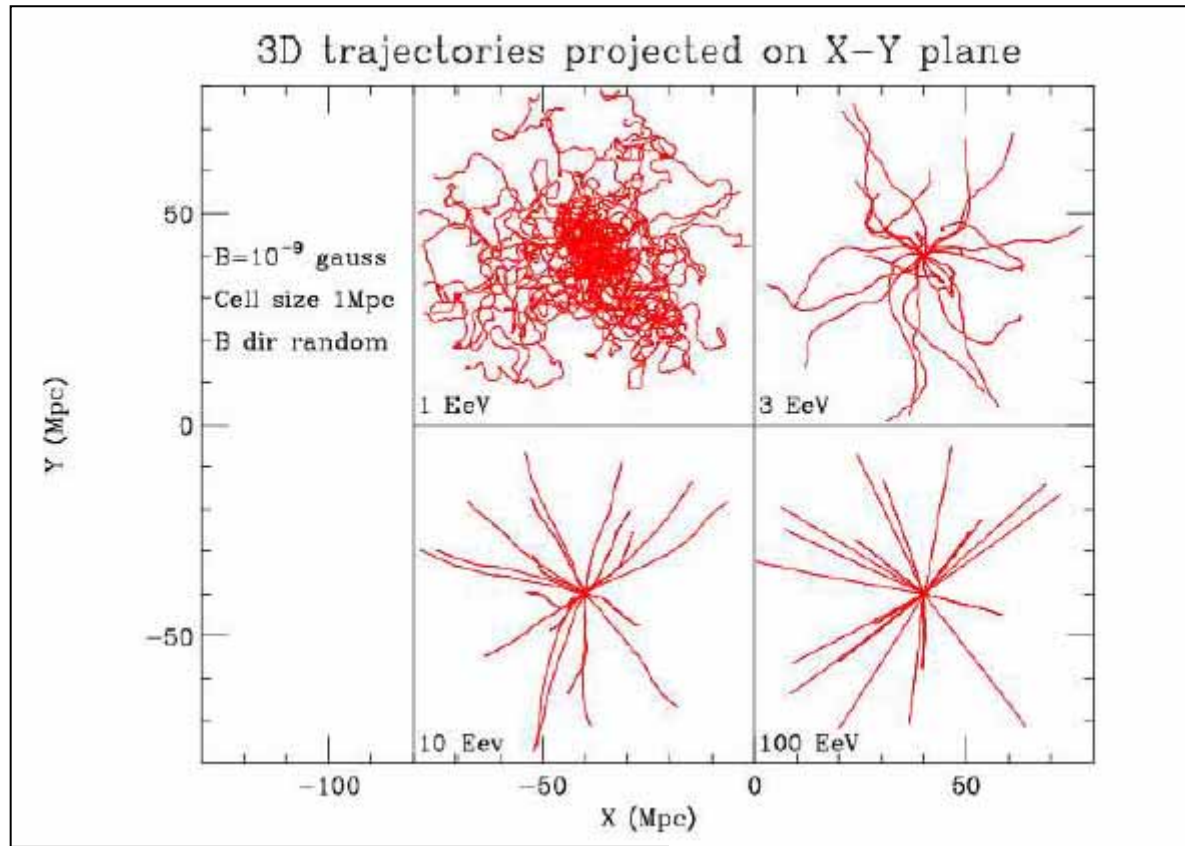 3D trajectories projected on X-Y plane
50
B=10⁻⁹ gauss
Cell size 1Mpc
B dir random
1 EeV
3 EeV
Y (Mpc)
0
-50
10 Eev
100 EeV
-100
-50
0
50
X (Mpc)